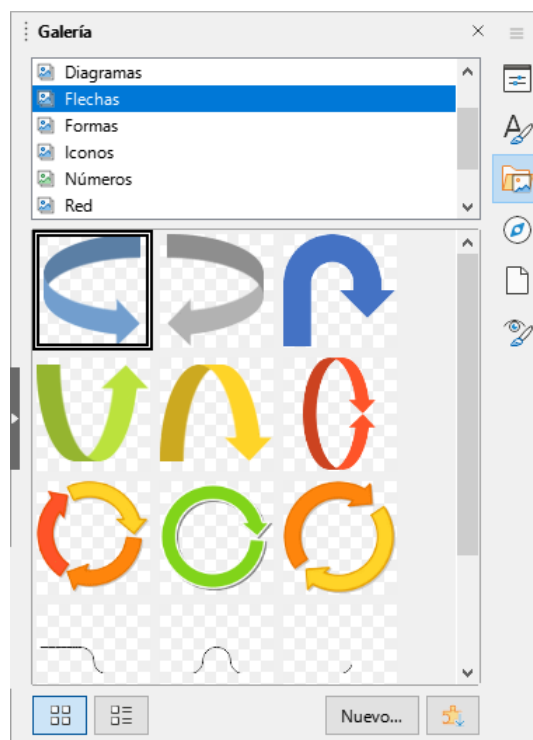 Galería
Diagramas
Flechas
Formas
Iconos
Números
Red
Nuevo...